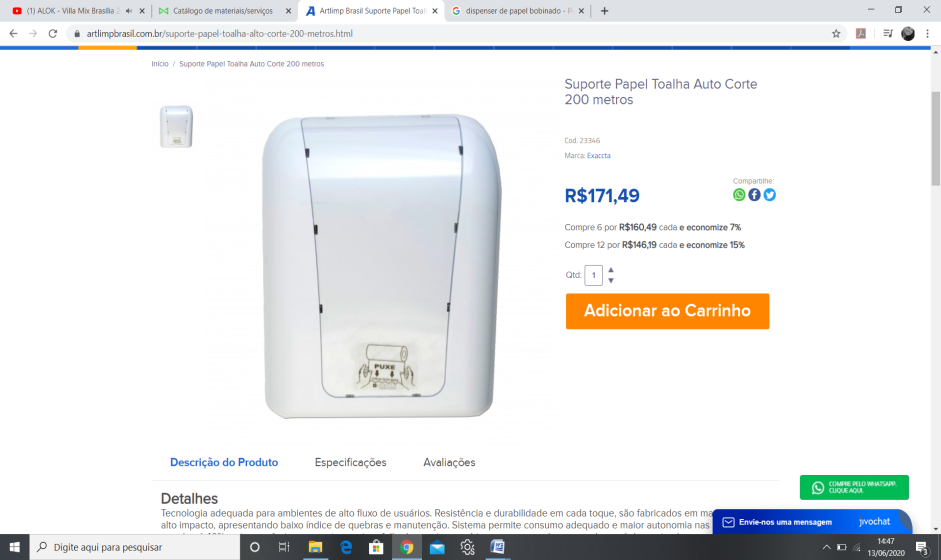 (1) ALOK - Villa Mix Brasília 2
Catálogo de materiais/serviços
Artlimp Brasil Suporte Papel Toal
dispenser de papel bobinado - P
artlimpbrasil.com.br/suporte-papel-toalha-alto-corte-200-metros.html
Início / Suporte Papel Toalha Auto Corte 200 metros
Suporte Papel Toalha Auto Corte
200 metros
Cod. 23346
Marca: Exaccta
Compartilhe:
R$171,49
Compre 6 por R$160,49 cada e economize 7%
Compre 12 por R$146,19 cada e economize 15%
Qtd: 1
Adicionar ao Carrinho
PUXE
Descrição do Produto
Especificações
Avaliações
Detalhes
Tecnologia adequada para ambientes de alto fluxo de usuários. Resistência e durabilidade em cada toque, são fabricados em ma
alto impacto, apresentando baixo índice de quebras e manutenção. Sistema permite consumo adequado e maior autonomia nas
COMPRE PELO WHATSAPP.
CLIQUE AQUI.
Envie-nos uma mensagem
jivochat
Digite aqui para pesquisar
14:47
13/06/2020
3